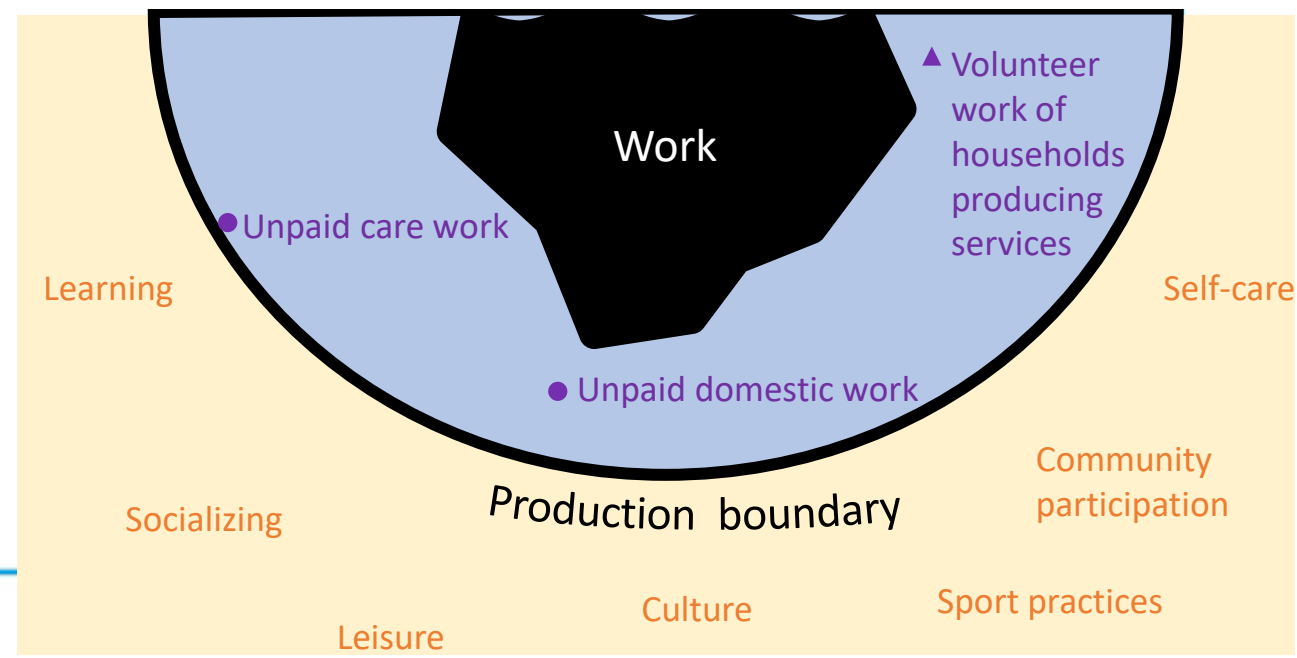 Work
Volunteer
work of
households
producing
services
Unpaid care work
Learning
Self-care
Unpaid domestic work
Community
participation
Production boundary
Socializing
Sport practices
Culture
Leisure